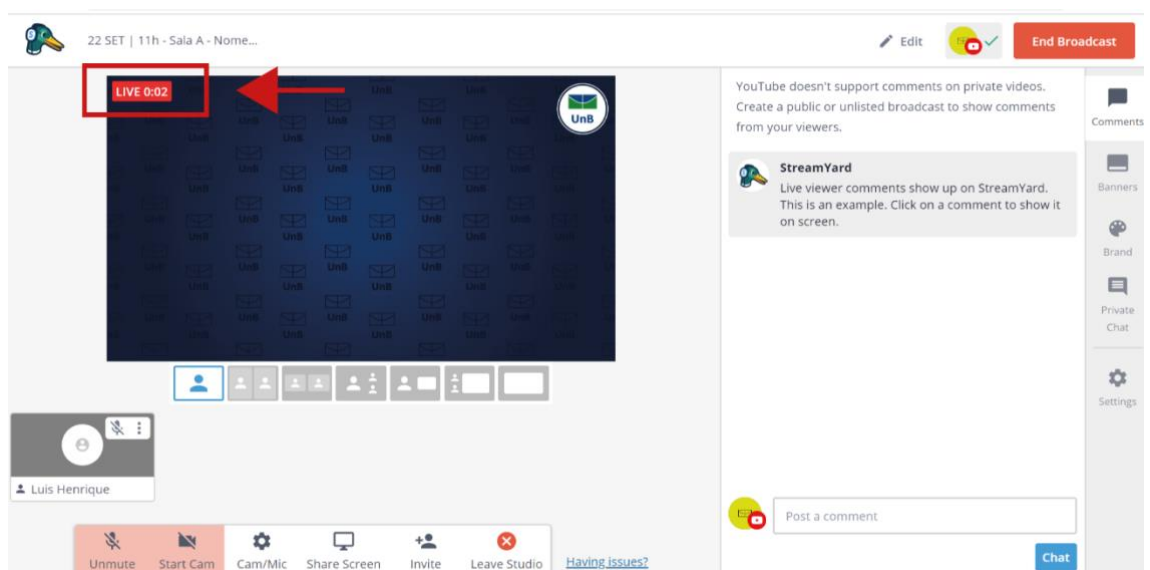 22 SET | 11h - Sala A - Nome...
Edit
End Broadcast
LIVE 0:02
UnB
YouTube doesn't support comments on private videos.
Create a public or unlisted broadcast to show comments
from your viewers.
StreamYard
Live viewer comments show up on StreamYard.
This is an example. Click on a comment to show it
on screen.
Comments
Banners
Brand
Private
Chat
Settings
Luis Henrique
Post a comment
Chat
Unmute
Start Cam
Cam/Mic
Share Screen
Invite
Leave Studio
Having issues?